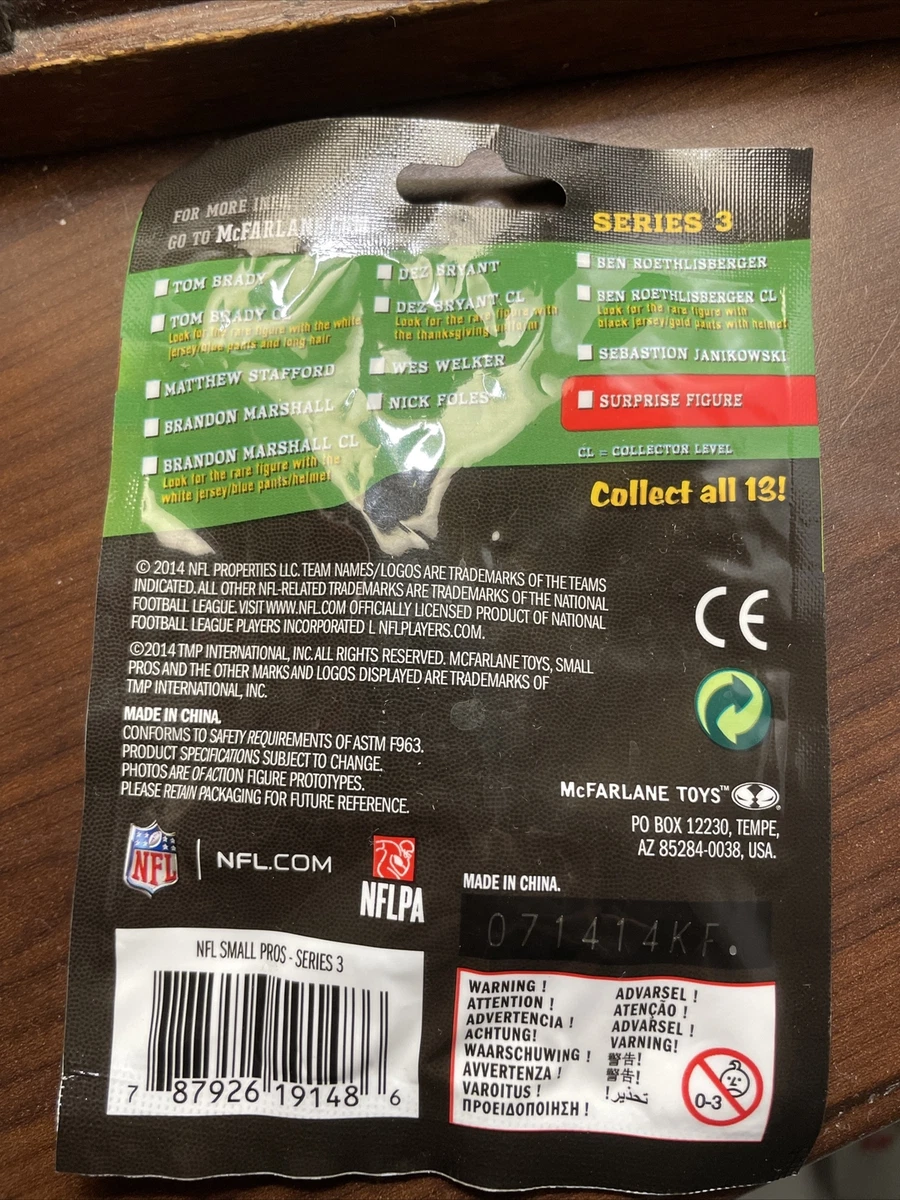 FOR MORE INFO
GO TO McFARLANE
SERIES 3
TOM BRADY
TOM BRADY CL
Look for the rare figure with the white
jersey/blue pants and long hair
MATTHEW STAFFORD
BRANDON MARSHALL
BRANDON MARSHALL CL
Look for the rare figure with the
white jersey/blue pants/helmet
DEZ BRYANT
DEZ BRYANT CL
Look for the rare figure with
the thanksgiving uniform
WES WELKER
NICK FOLES
BEN ROETHLISBERGER
BEN ROETHLISBERGER CL
Look for the rare figure with
black jersey/gold pants with helmet
SEBASTION JANIKOWSKI
SURPRISE FIGURE
CL = COLLECTOR LEVEL
Collect all 13!
© 2014 NFL PROPERTIES LLC. TEAM NAMES/LOGOS ARE TRADEMARKS OF THE TEAMS
INDICATED. ALL OTHER NFL-RELATED TRADEMARKS ARE TRADEMARKS OF THE NATIONAL
FOOTBALL LEAGUE. VISIT WWW.NFL.COM OFFICIALLY LICENSED PRODUCT OF NATIONAL
FOOTBALL LEAGUE PLAYERS INCORPORATED L NFLPLAYERS.COM.
©2014 TMP INTERNATIONAL, INC. ALL RIGHTS RESERVED. MCFARLANE TOYS, SMALL
PROS AND THE OTHER MARKS AND LOGOS DISPLAYED ARE TRADEMARKS OF
TMP INTERNATIONAL, INC.
MADE IN CHINA.
CONFORMS TO SAFETY REQUIREMENTS OF ASTM F963.
PRODUCT SPECIFICATIONS SUBJECT TO CHANGE.
PHOTOS ARE OF ACTION FIGURE PROTOTYPES.
PLEASE RETAIN PACKAGING FOR FUTURE REFERENCE.
CE
McFARLANE TOYS™
PO BOX 12230, TEMPE,
AZ 85284-0038, USA.
NFL | NFL.COM
NFLPA
MADE IN CHINA.
071414KF.
NFL SMALL PROS - SERIES 3
7 87926 19148 6
WARNING !
ATTENTION !
ADVERTENCIA !
ACHTUNG!
WAARSCHUWING !
AVVERTENZA !
VAROITUS !
ΠΡΟΕΙΔΟΠΟΙΗΣΗ !
ADVARSEL !
ATENÇÃO !
ADVARSEL !
VARNING!
警告!
警告!
تحذير!
0-3